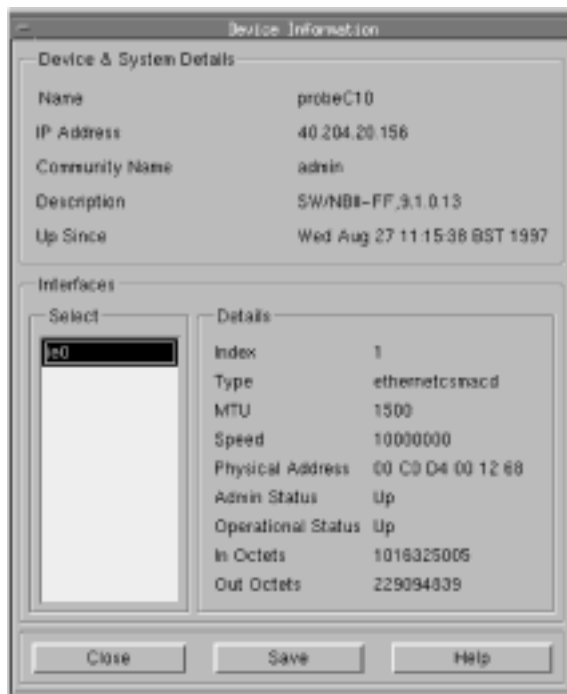 Device Information
Device & System Details
Name probeC10
IP Address 40.204.20.156
Community Name admin
Description SW/NBII-FF,9.1.0.13
Up Since Wed Aug 27 11:15:38 BST 1997
Interfaces
Select Details
ie0
Index 1
Type ethernetcsmacd
MTU 1500
Speed 10000000
Physical Address 00 C0 D4 00 12 68
Admin Status Up
Operational Status Up
In Octets 1016325005
Out Octets 229094839
Close Save Help